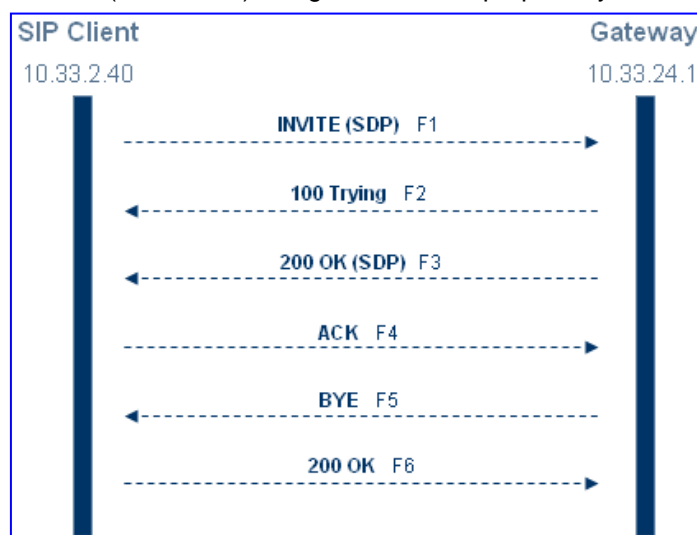 SIP Client Gateway
10.33.2.40 10.33.24.1
INVITE (SDP) F1
100 Trying F2
200 OK (SDP) F3
ACK F4
BYE F5
200 OK F6